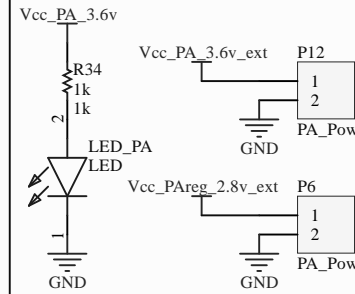 Vcc_PA_3.6v
R34
1k
1k
2
LED_PA
LED
1
GND
Vcc_PA_3.6v_ext
P12
1
2
PA_Pow
GND
Vcc_PAreg_2.8v_ext
P6
1
2
PA_Pow
GND